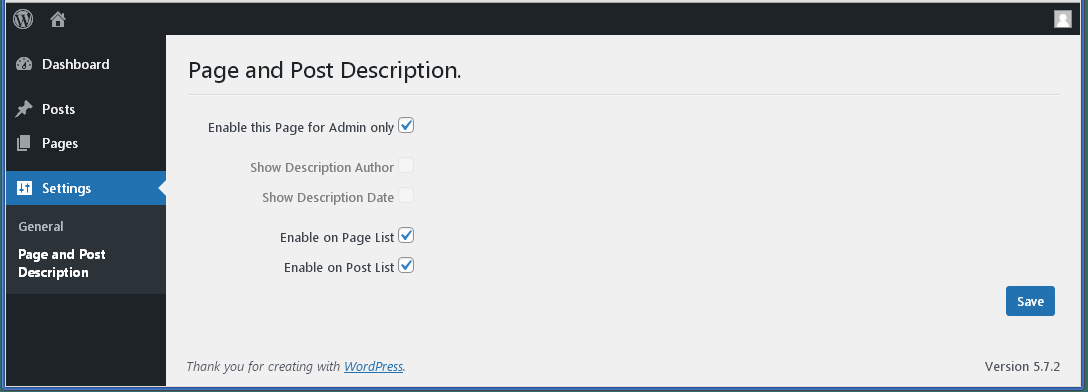 Dashboard
Posts
Pages
Settings
General
Page and Post
Description
Page and Post Description.
Enable this Page for Admin only
Show Description Author
Show Description Date
Enable on Page List
Enable on Post List
Save
Thank you for creating with WordPress.
Version 5.7.2